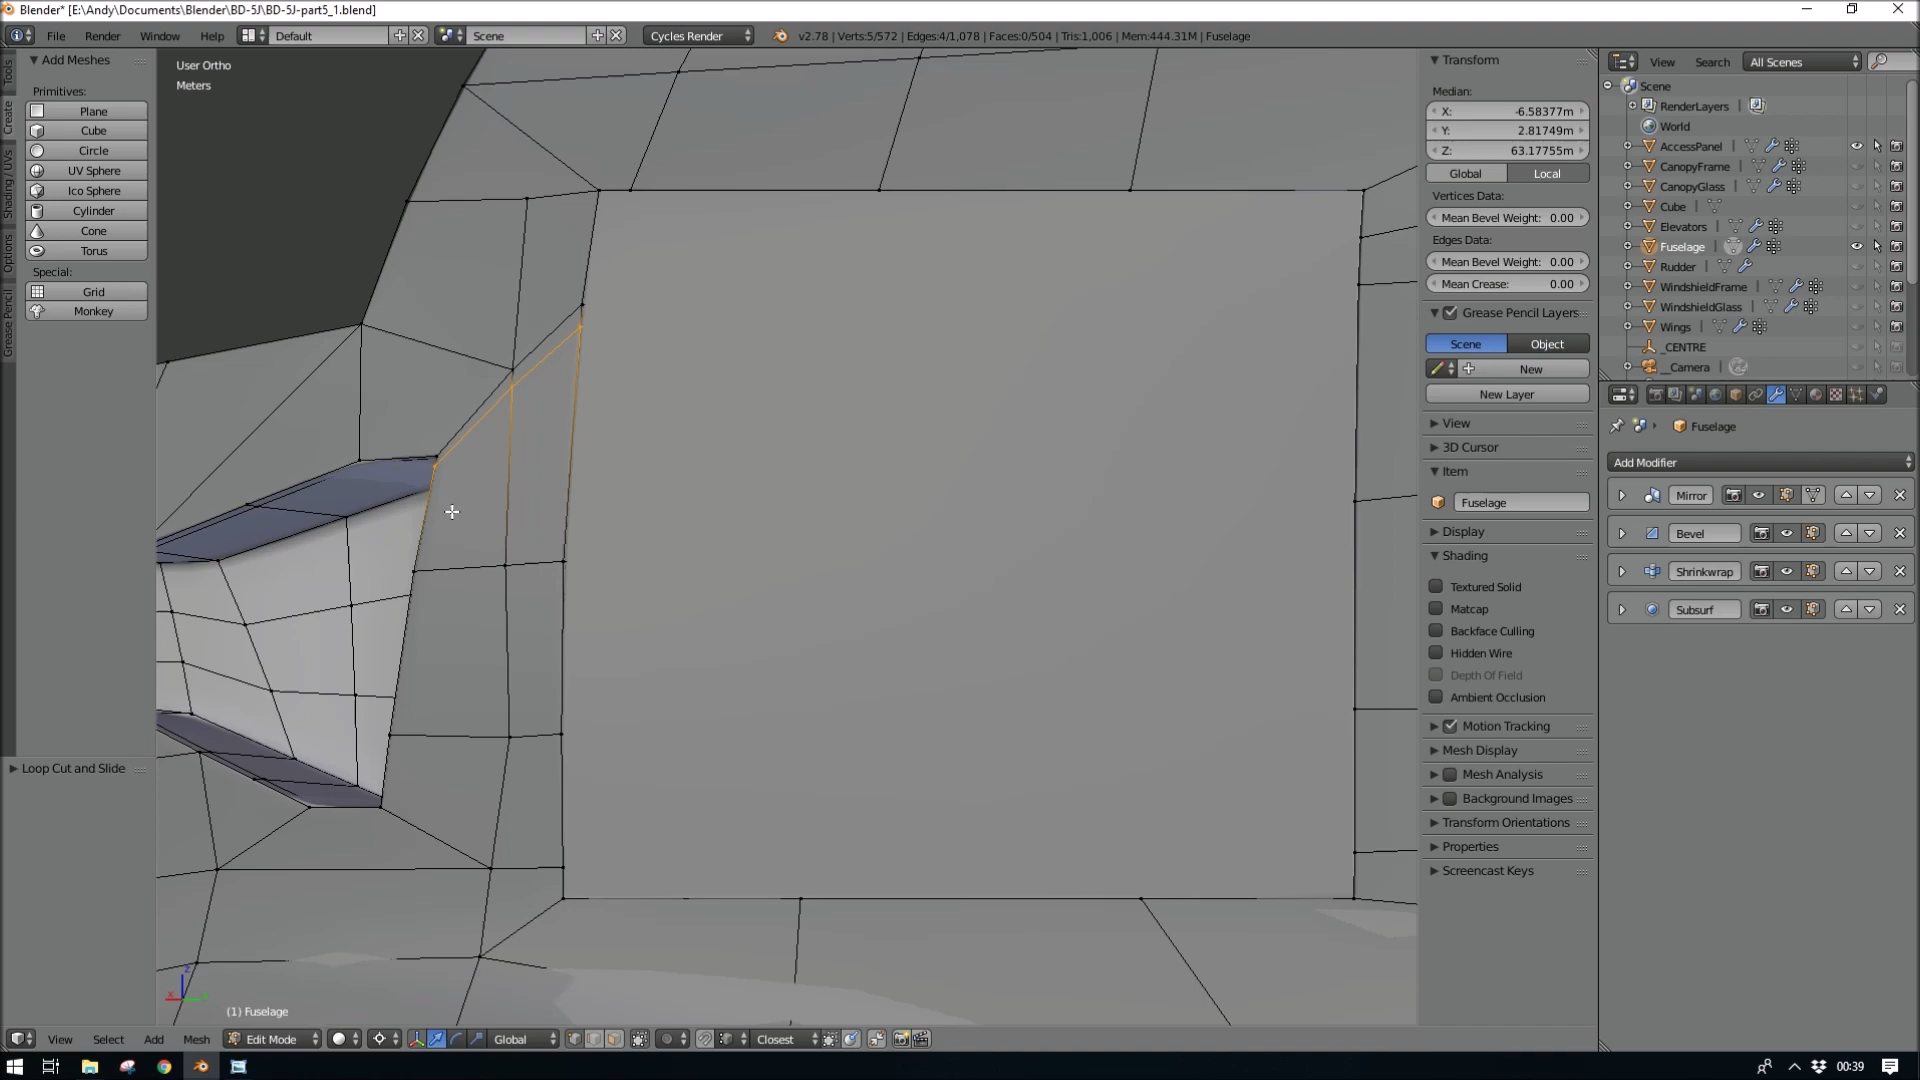 Blender* [E:\Andy\Documents\Blender\BD-5J\BD-5J-part5_1.blend]
File Render Window Help Default Scene Cycles Render v2.78 | Verts:5/572 | Edges:4/1,078 | Faces:0/504 | Tris:1,006 | Mem:444.31M | Fuselage
Tools
Create
Shading / UVs
Options
Grease Pencil
Add Meshes
Primitives:
Plane
Cube
Circle
UV Sphere
Ico Sphere
Cylinder
Cone
Torus
Special:
Grid
Monkey
Loop Cut and Slide
User Ortho
Meters
(1) Fuselage
Transform
Median:
X: -6.58377m
Y: 2.81749m
Z: 63.17755m
Global Local
Vertices Data:
Mean Bevel Weight: 0.00
Edges Data:
Mean Bevel Weight: 0.00
Mean Crease: 0.00
Grease Pencil Layers
Scene Object
New
New Layer
View
3D Cursor
Item
Fuselage
Display
Shading
Textured Solid
Matcap
Backface Culling
Hidden Wire
Depth Of Field
Ambient Occlusion
Motion Tracking
Mesh Display
Mesh Analysis
Background Images
Transform Orientations
Properties
Screencast Keys
View Search All Scenes
Scene
RenderLayers
World
AccessPanel
CanopyFrame
CanopyGlass
Cube
Elevators
Fuselage
Rudder
WindshieldFrame
WindshieldGlass
Wings
_CENTRE
__Camera
Fuselage
Add Modifier
Mirror
Bevel
Shrinkwrap
Subsurf
View Select Add Mesh Edit Mode Global Closest
00:39